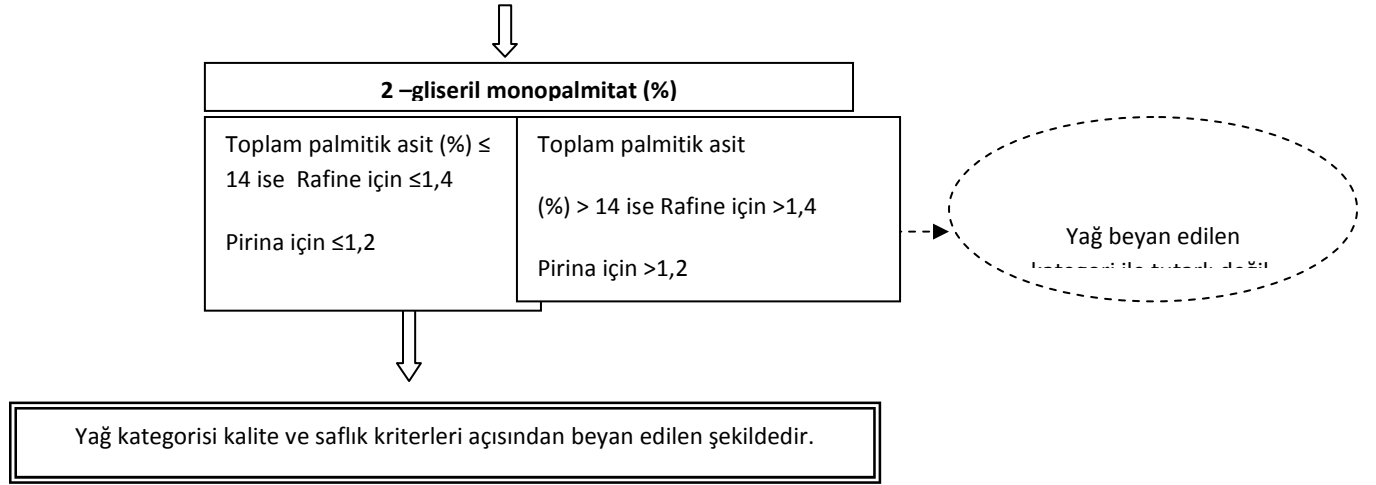 2 –gliseril monopalmitat (%)
Toplam palmitik asit (%) ≤
14 ise Rafine için ≤1,4
Pirina için ≤1,2
Toplam palmitik asit
(%) > 14 ise Rafine için >1,4
Pirina için >1,2
Yağ beyan edilen
Yağ kategorisi kalite ve saflık kriterleri açısından beyan edilen şekildedir.